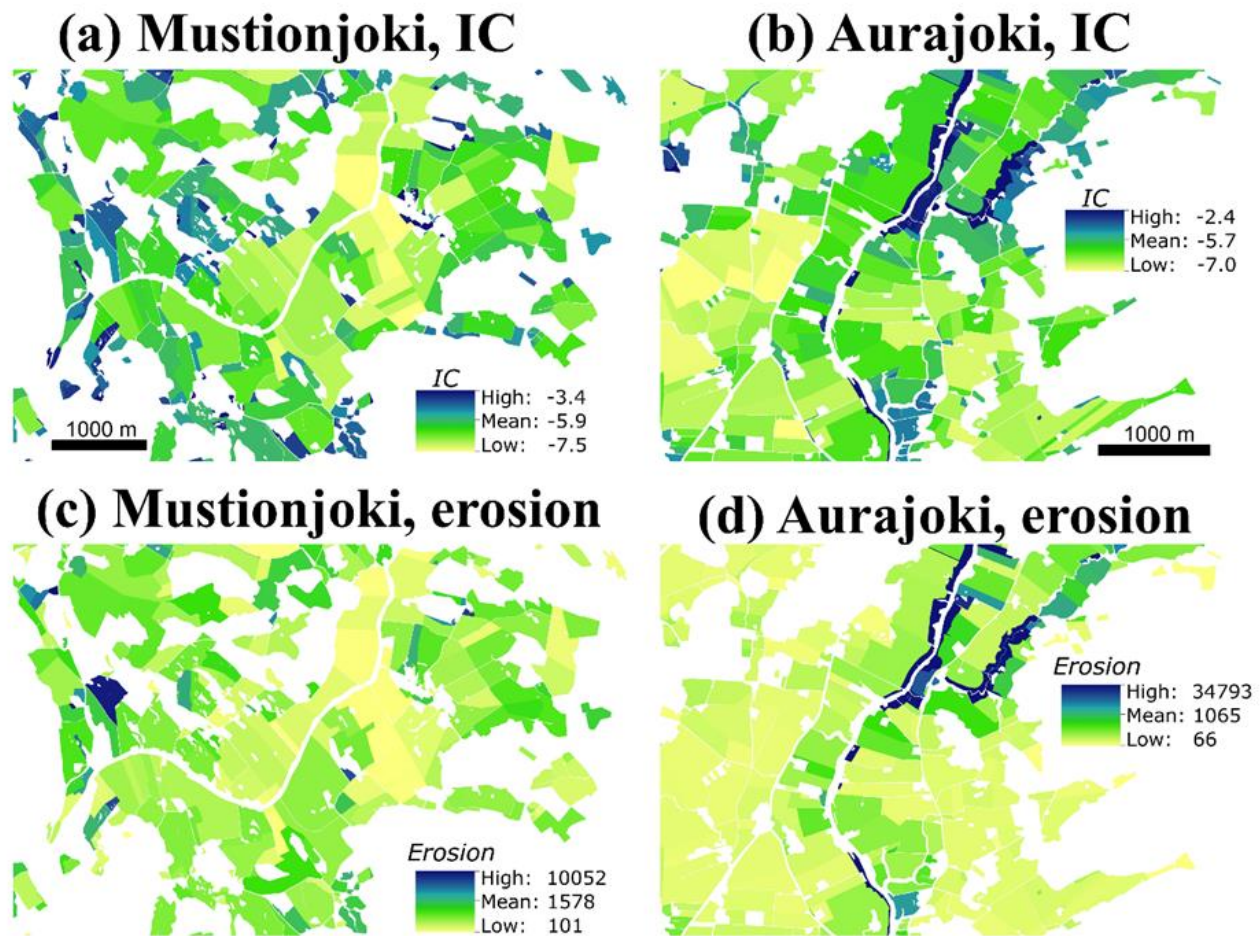 (a) Mustionjoki, IC
(b) Aurajoki, IC
IC
High: -3.4
Mean: -5.9
Low: -7.5
1000 m
IC
High: -2.4
Mean: -5.7
Low: -7.0
1000 m
(c) Mustionjoki, erosion
(d) Aurajoki, erosion
Erosion
High: 10052
Mean: 1578
Low: 101
Erosion
High: 34793
Mean: 1065
Low: 66